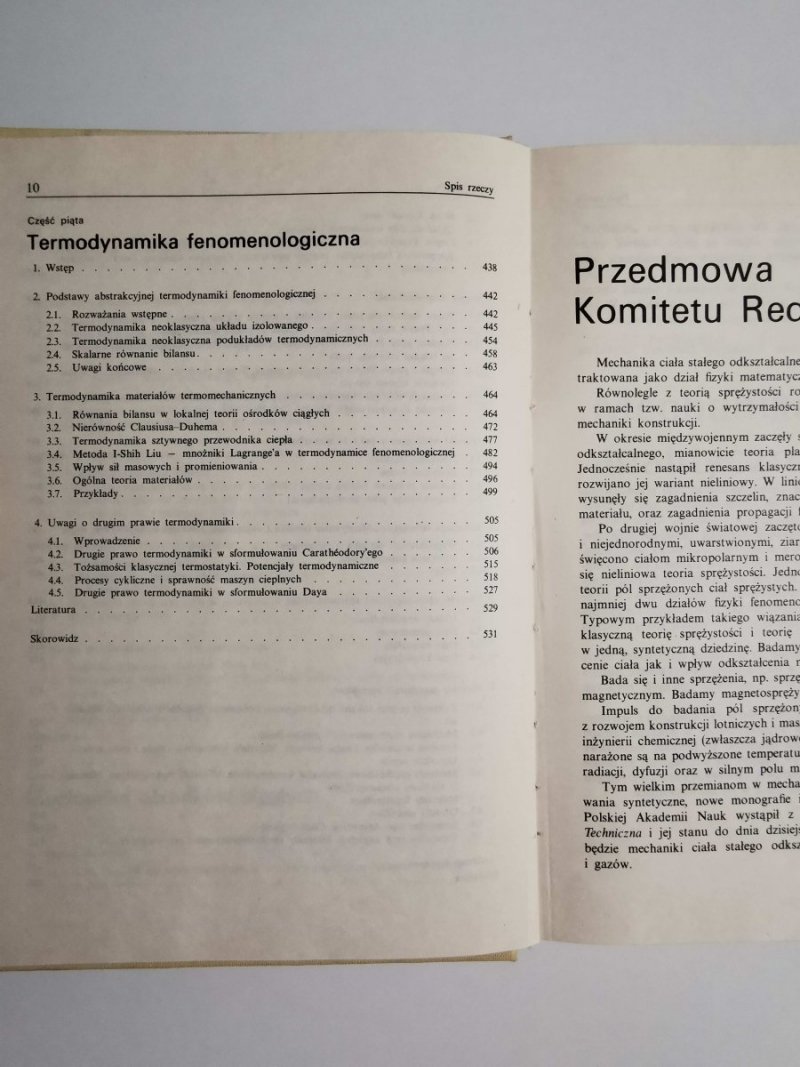 10 Spis rzeczy
Część piąta
Termodynamika fenomenologiczna
1. Wstęp . . . . . . . . . . 438
2. Podstawy abstrakcyjnej termodynamiki fenomenologicznej . . . . . . . . . . 442
2.1. Rozważania wstępne . . . . . . . . . . 442
2.2. Termodynamika neoklasyczna układu izolowanego . . . . . . . . . . 445
2.3. Termodynamika neoklasyczna podukładów termodynamicznych . . . . . . . . 454
2.4. Skalarne równanie bilansu . . . . . . . . . . 458
2.5. Uwagi końcowe . . . . . . . . . . 463
3. Termodynamika materiałów termomechanicznych . . . . . . . . . . 464
3.1. Równania bilansu w lokalnej teorii ośrodków ciągłych . . . . . . . . . . 464
3.2. Nierówność Clausiusa–Duhema . . . . . . . . . . 472
3.3. Termodynamika sztywnego przewodnika ciepła . . . . . . . . . . 477
3.4. Metoda I-Shih Liu — mnożniki Lagrange'a w termodynamice fenomenologicznej . 482
3.5. Wpływ sił masowych i promieniowania . . . . . . . . . . 494
3.6. Ogólna teoria materiałów . . . . . . . . . . 496
3.7. Przykłady . . . . . . . . . . 499
4. Uwagi o drugim prawie termodynamiki . . . . . . . . . . 505
4.1. Wprowadzenie . . . . . . . . . . 505
4.2. Drugie prawo termodynamiki w sformułowaniu Carathéodory'ego . . . . . . . 506
4.3. Tożsamości klasycznej termostatyki. Potencjały termodynamiczne . . . . . . . 515
4.4. Procesy cykliczne i sprawność maszyn cieplnych . . . . . . . . . . 518
4.5. Drugie prawo termodynamiki w sformułowaniu Daya . . . . . . . . . . 527
Literatura . . . . . . . . . . 529
Skorowidz . . . . . . . . . . 531
Przedmowa
Komitetu Red
Mechanika ciała stałego odkształcalne
traktowana jako dział fizyki matematycz
Równolegle z teorią sprężystości ro
w ramach tzw. nauki o wytrzymałości
mechaniki konstrukcji.
W okresie międzywojennym zaczęły s
odkształcalnego, mianowicie teoria pla
Jednocześnie nastąpił renesans klasyczn
rozwijano jej wariant nieliniowy. W linio
wysunęły się zagadnienia szczelin, znac
materiału, oraz zagadnienia propagacji f
Po drugiej wojnie światowej zaczęto
i niejednorodnymi, uwarstwionymi, ziar
święcono ciałom mikropolarnym i mero
się nieliniowa teoria sprężystości. Jedno
teorii pól sprzężonych ciał sprężystych.
najmniej dwu działów fizyki fenomeno
Typowym przykładem takiego wiązania
klasyczną teorię sprężystości i teorię
w jedną, syntetyczną dziedzinę. Badamy
cenie ciała jak i wpływ odkształcenia n
Bada się i inne sprzężenia, np. sprzę
magnetycznym. Badamy magnetospręży
Impuls do badania pól sprzężony
z rozwojem konstrukcji lotniczych i mas
inżynierii chemicznej (zwłaszcza jądrowe
narażone są na podwyższone temperatu
radiacji, dyfuzji oraz w silnym polu m
Tym wielkim przemianom w mecha
wania syntetyczne, nowe monografie i
Polskiej Akademii Nauk wystąpił z
Techniczna i jej stanu do dnia dzisiejs
będzie mechaniki ciała stałego odksz
i gazów.